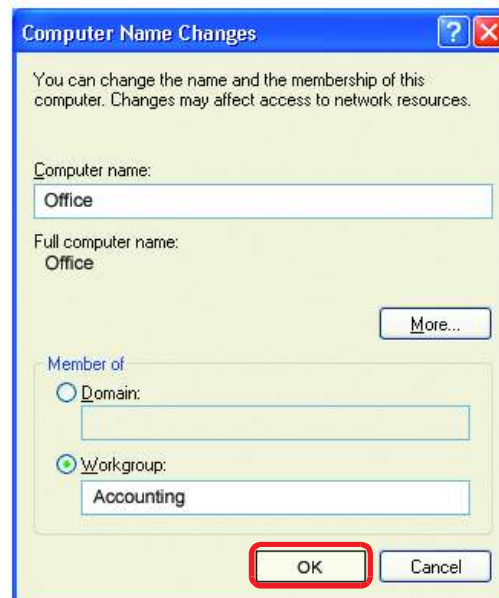 Computer Name Changes
You can change the name and the membership of this
computer. Changes may affect access to network resources.
Computer name:
Office
Full computer name:
Office
More...
Member of
Domain:
Workgroup:
Accounting
OK
Cancel